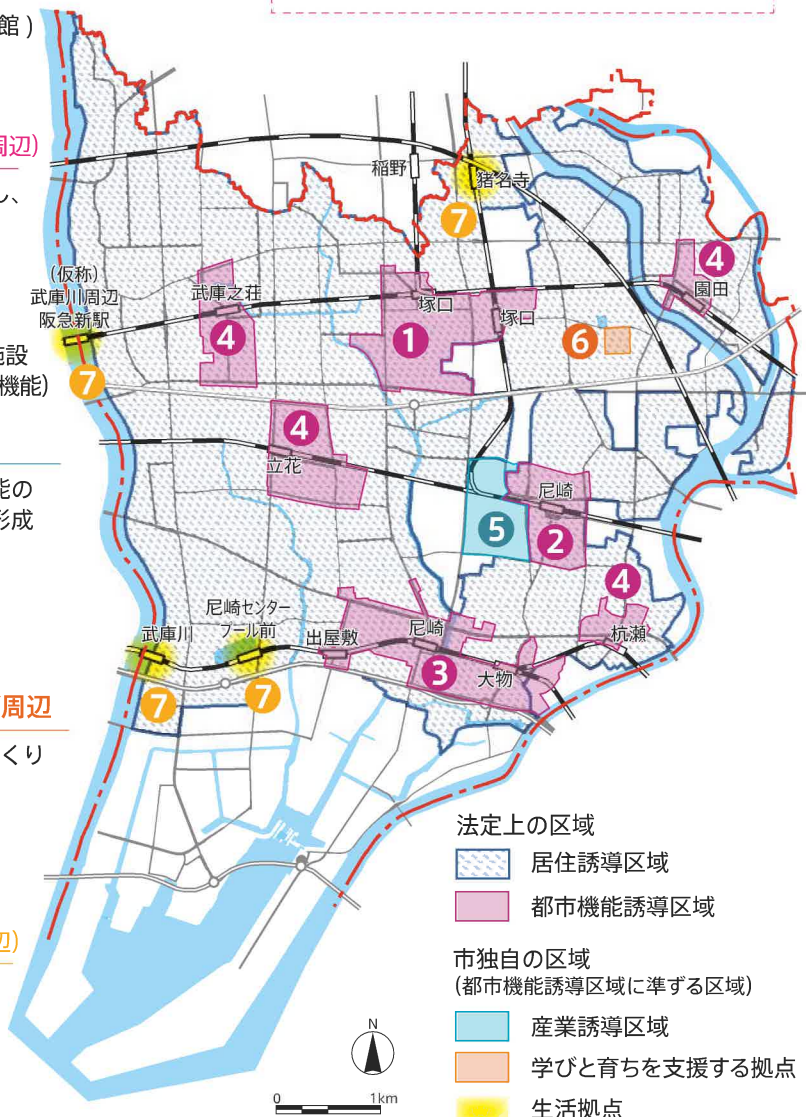 館)
周辺)
し、
施設
機能)
能の
形成
周辺
くり
辺)
稲野
猪名寺
7
(仮称)
武庫川周辺
阪急新駅
7
武庫之荘
4
塚口
塚口
1
4
園田
6
4
立花
尼崎
5
2
4
杭瀬
尼崎センター
プール前
武庫川
出屋敷
尼崎
3
大物
7
7
法定上の区域
居住誘導区域
都市機能誘導区域
市独自の区域
(都市機能誘導区域に準ずる区域)
産業誘導区域
学びと育ちを支援する拠点
生活拠点
N
0 1km